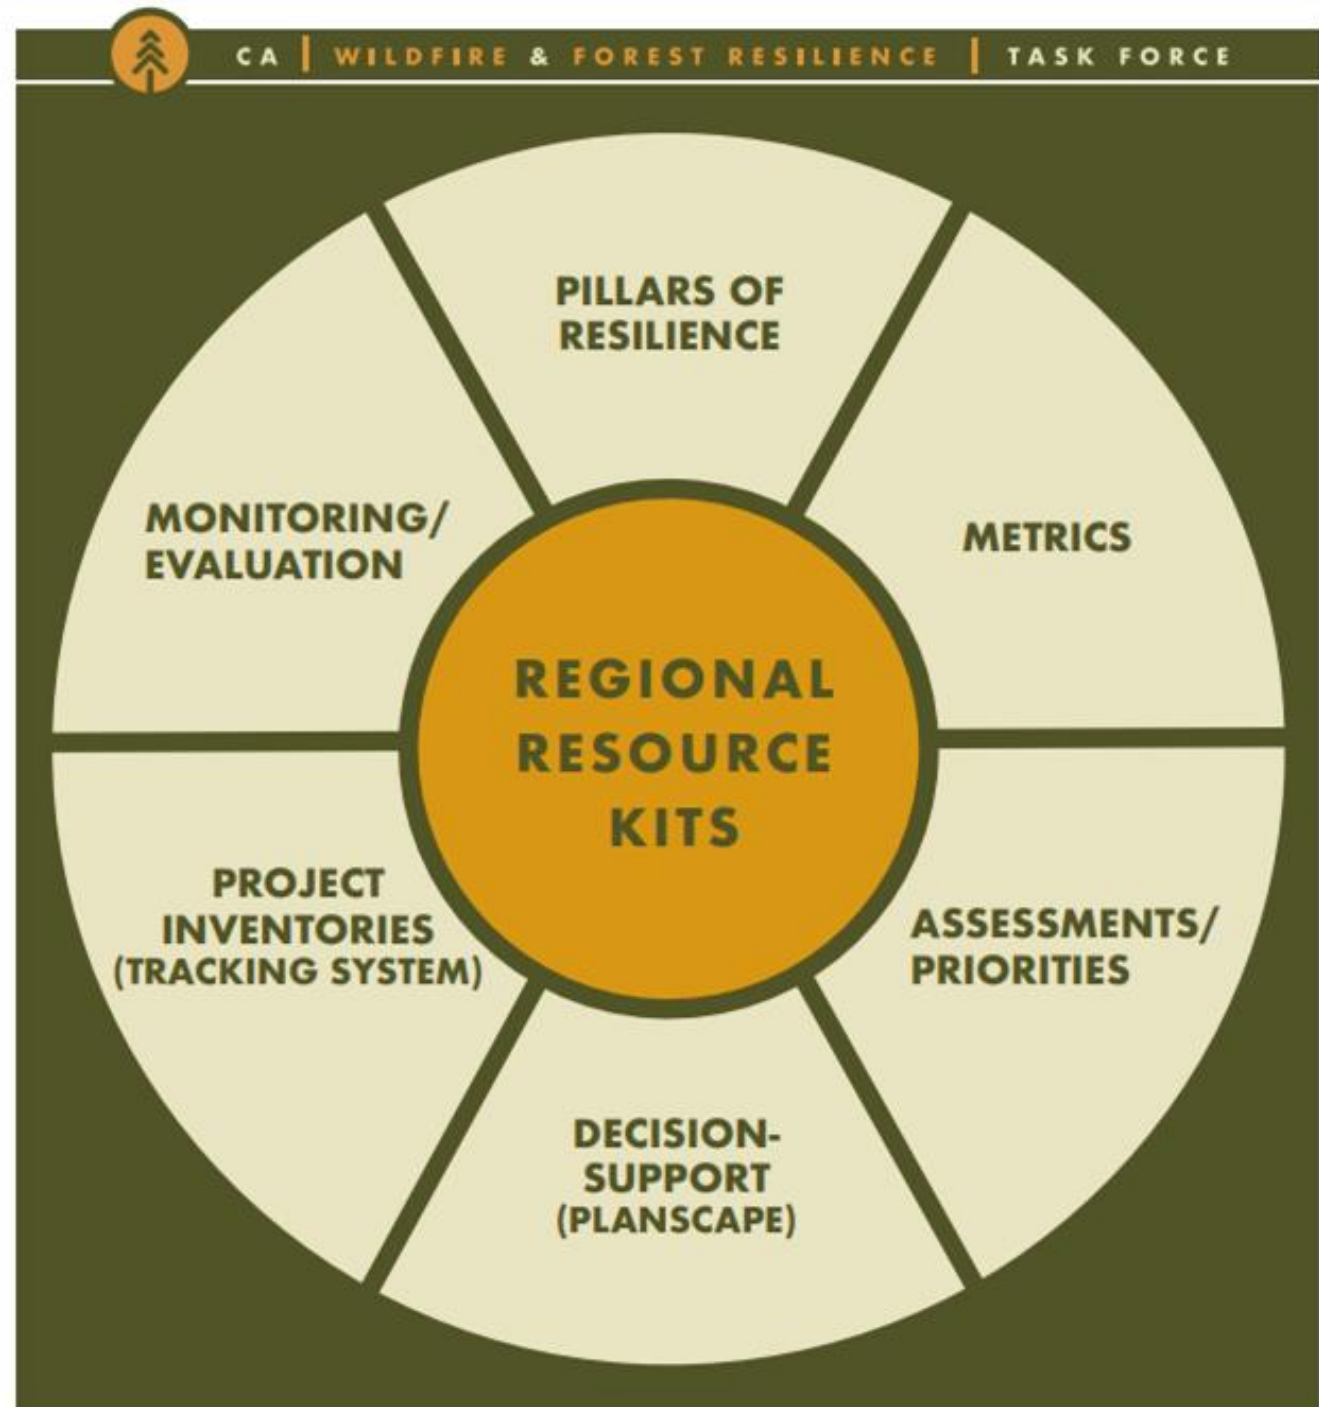 CA | WILDFIRE & FOREST RESILIENCE | TASK FORCE
PILLARS OF
RESILIENCE
METRICS
ASSESSMENTS/
PRIORITIES
DECISION-
SUPPORT
(PLANSCAPE)
PROJECT
INVENTORIES
(TRACKING SYSTEM)
MONITORING/
EVALUATION
REGIONAL
RESOURCE
KITS